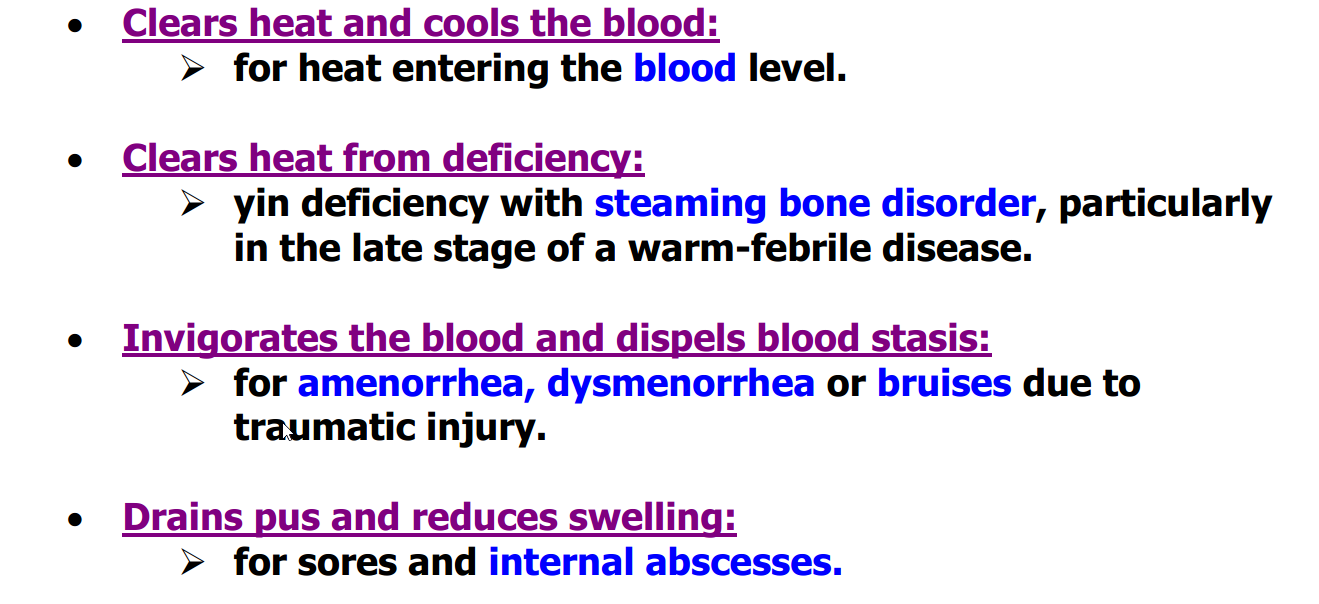 • Clears heat and cools the blood:
➢ for heat entering the blood level.
• Clears heat from deficiency:
➢ yin deficiency with steaming bone disorder, particularly
in the late stage of a warm-febrile disease.
• Invigorates the blood and dispels blood stasis:
➢ for amenorrhea, dysmenorrhea or bruises due to
traumatic injury.
• Drains pus and reduces swelling:
➢ for sores and internal abscesses.